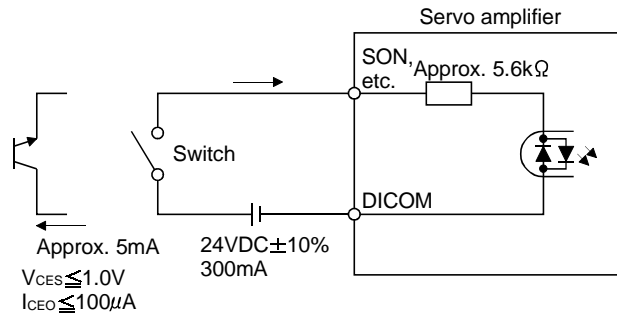 Servo amplifier
SON,
etc.
Approx. 5.6kΩ
Switch
DICOM
Approx. 5mA
24VDC±10%
300mA
VCES≦1.0V
ICEO≦100μA